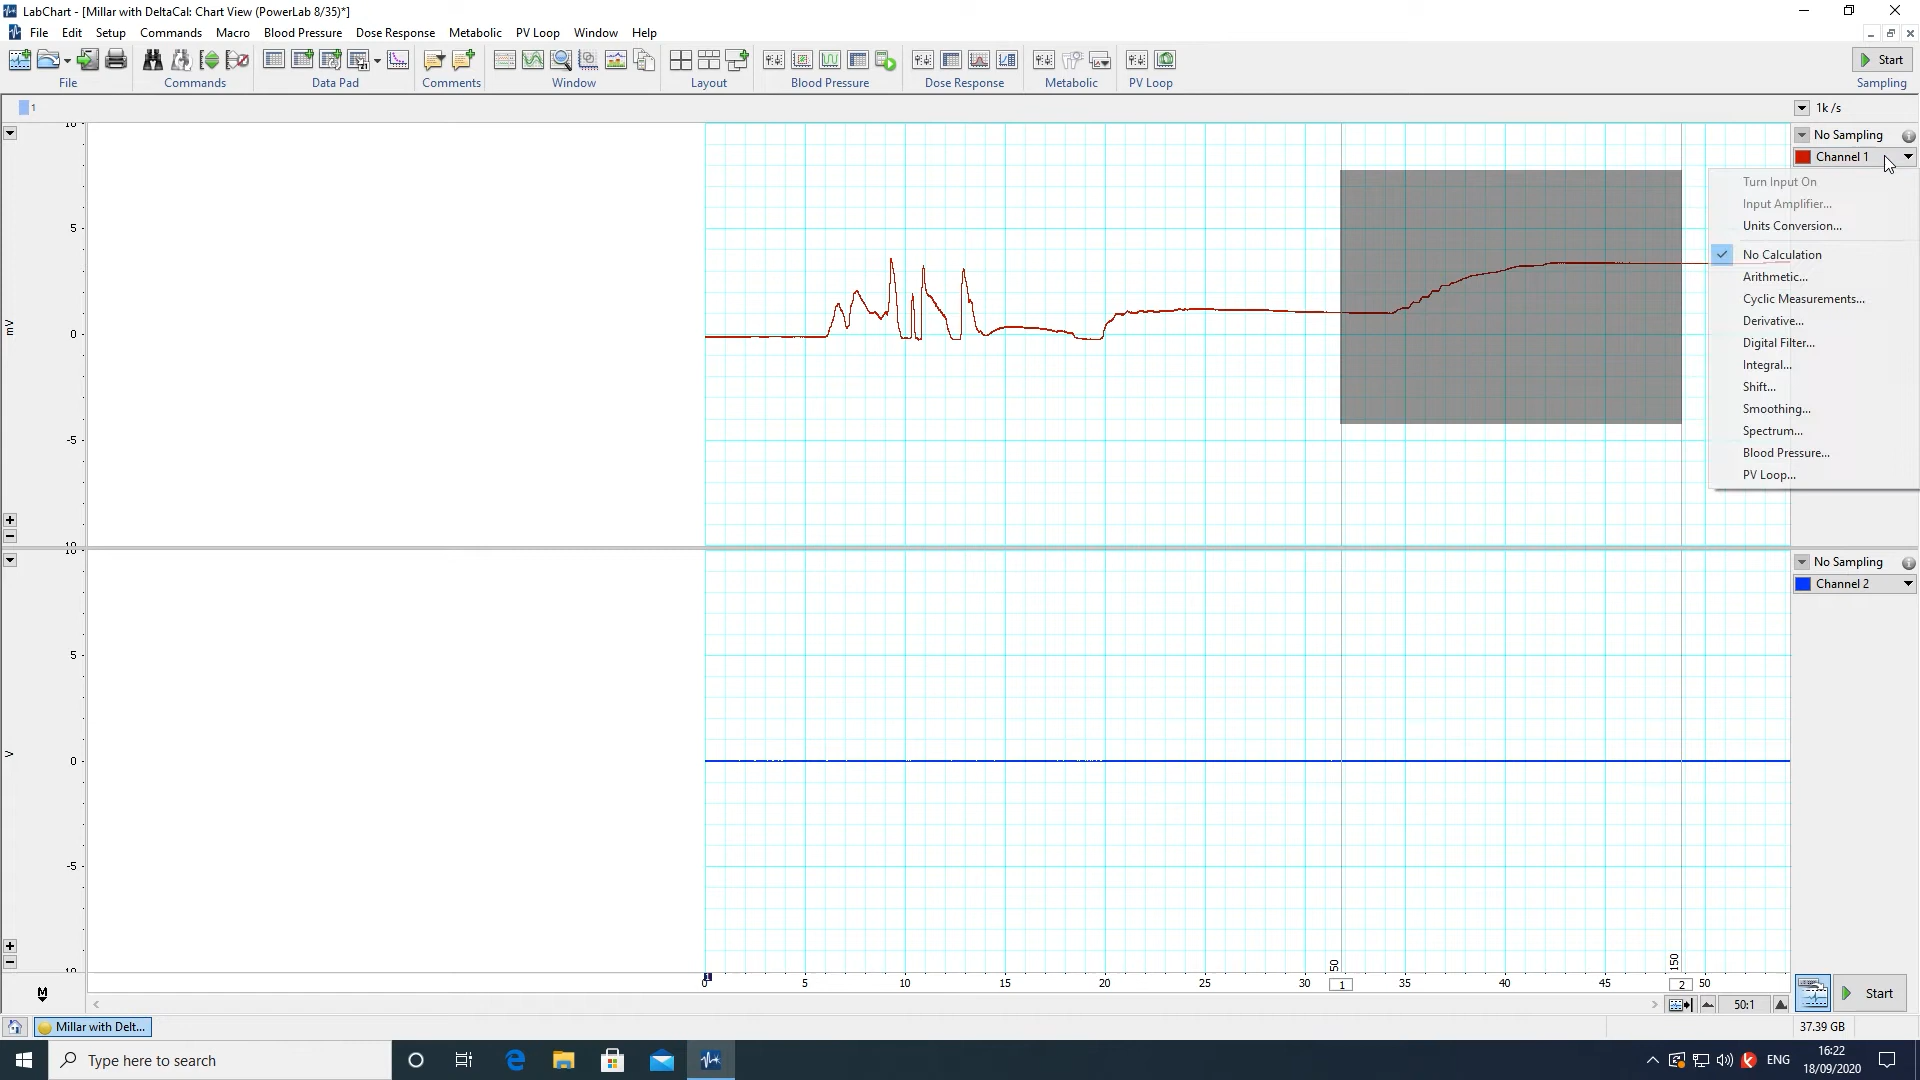 LabChart - [Millar with DeltaCal: Chart View (PowerLab 8/35)*]
File Edit Setup Commands Macro Blood Pressure Dose Response Metabolic PV Loop Window Help
Start
File Commands Data Pad Comments Window Layout Blood Pressure Dose Response Metabolic PV Loop Sampling
1
1k /s
No Sampling
Channel 1
Turn Input On
Input Amplifier...
Units Conversion...
No Calculation
Arithmetic...
Cyclic Measurements...
Derivative...
Digital Filter...
Integral...
Shift...
Smoothing...
Spectrum...
Blood Pressure...
PV Loop...
10
5
mV
0
-5
10
10
No Sampling
Channel 2
5
V
0
-5
10
50
150
1
0 5 10 15 20 25 30 1 35 40 45 2 50
M
Start
50:1
Millar with Delt...
37.39 GB
Type here to search
ENG
16:22
18/09/2020